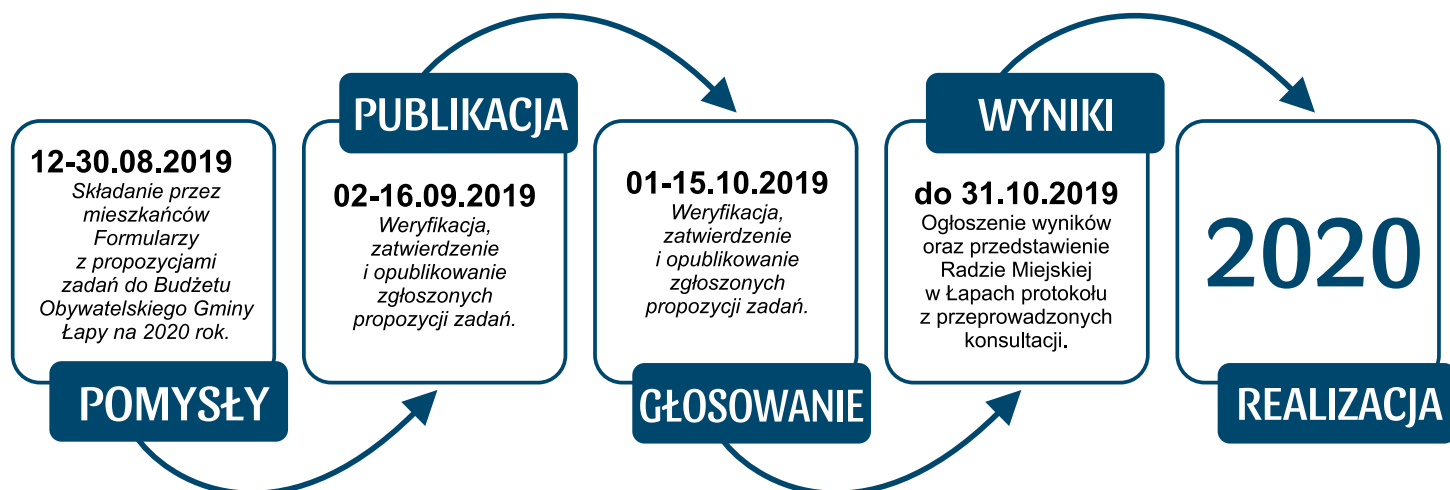 12-30.08.2019
Składanie przez
mieszkańców
Formularzy
z propozycjami
zadań do Budżetu
Obywatelskiego Gminy
Łapy na 2020 rok.
POMYSŁY
PUBLIKACJA
02-16.09.2019
Weryfikacja,
zatwierdzenie
i opublikowanie
zgłoszonych
propozycji zadań.
01-15.10.2019
Weryfikacja,
zatwierdzenie
i opublikowanie
zgłoszonych
propozycji zadań.
GŁOSOWANIE
WYNIKI
do 31.10.2019
Ogłoszenie wyników
oraz przedstawienie
Radzie Miejskiej
w Łapach protokołu
z przeprowadzonych
konsultacji.
2020
REALIZACJA